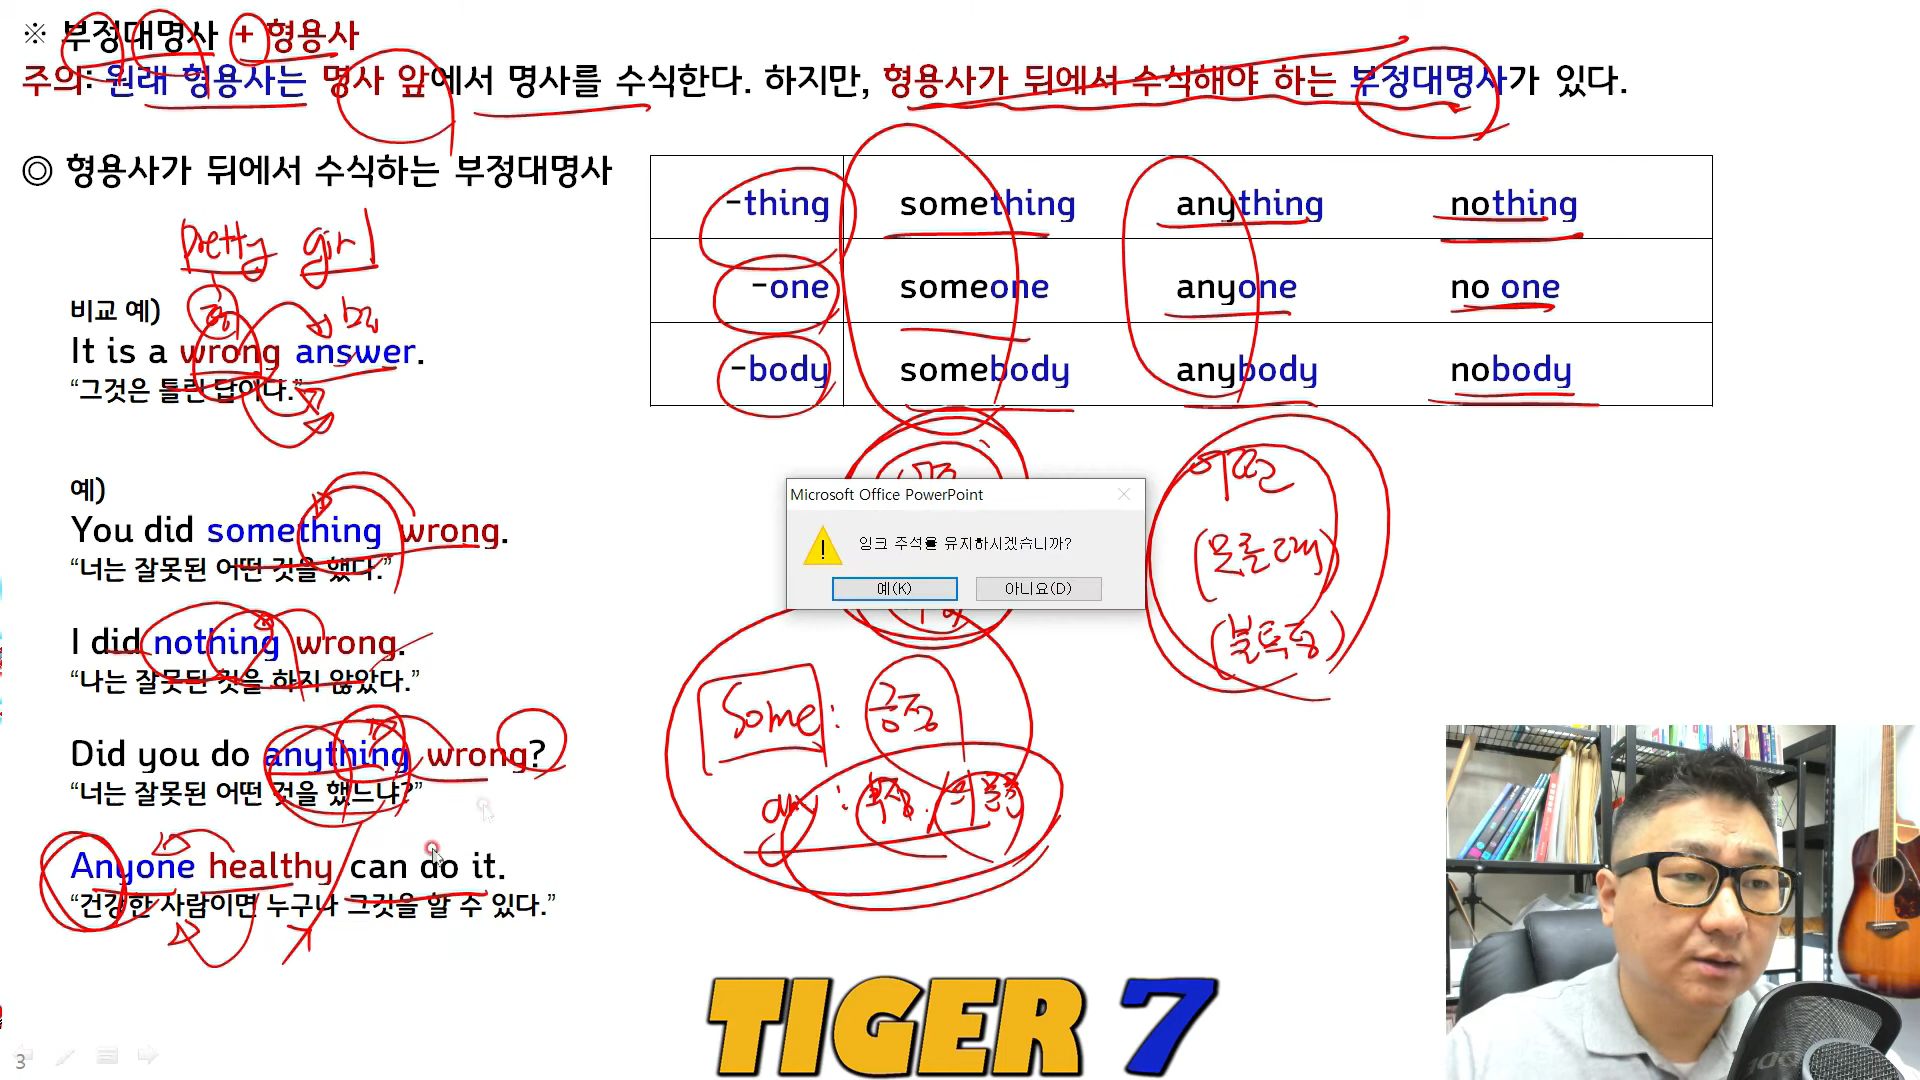 ※ 부정대명사 + 형용사
주의: 원래 형용사는 명사 앞에서 명사를 수식한다. 하지만, 형용사가 뒤에서 수식해야 하는 부정대명사가 있다.
◎ 형용사가 뒤에서 수식하는 부정대명사
-thing something anything nothing
-one someone anyone no one
-body somebody anybody nobody
pretty girl
비교 예)
It is a wrong answer.
“그것은 틀린 답이다.”
예)
You did something wrong.
“너는 잘못된 어떤 것을 했다.”
I did nothing wrong.
“나는 잘못된 것을 하지 않았다.”
Did you do anything wrong?
“너는 잘못된 어떤 것을 했느냐?”
Anyone healthy can do it.
“건강한 사람이면 누구나 그것을 할 수 있다.”
어떤
(모를 때)
(불특정)
Some: 긍정
any: 부정, 의문
Microsoft Office PowerPoint
잉크 주석을 유지하시겠습니까?
예(K) 아니요(D)
TIGER 7
3